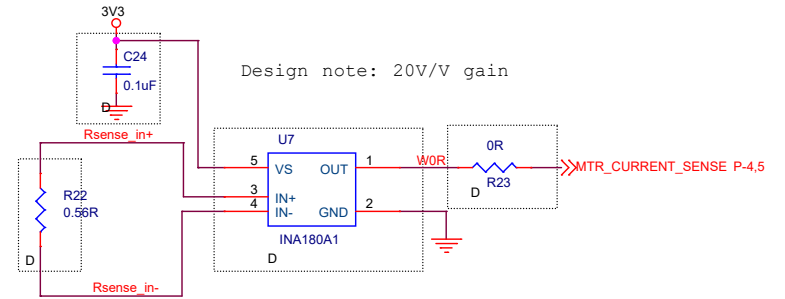 3V3
C24
0.1uF
D
Design note: 20V/V gain
Rsense_in+
U7
0R
5 VS OUT 1
W0R
MTR_CURRENT_SENSE P-4,5
R23
D
R22
0.56R
3 IN+
4 IN- GND 2
INA180A1
D
D
Rsense_in-